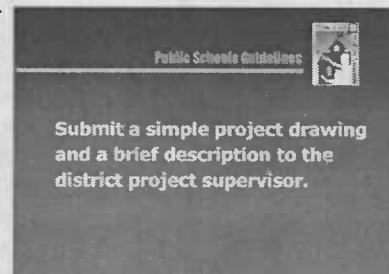 Public Schools Guidelines
Submit a simple project drawing
and a brief description to the
district project supervisor.